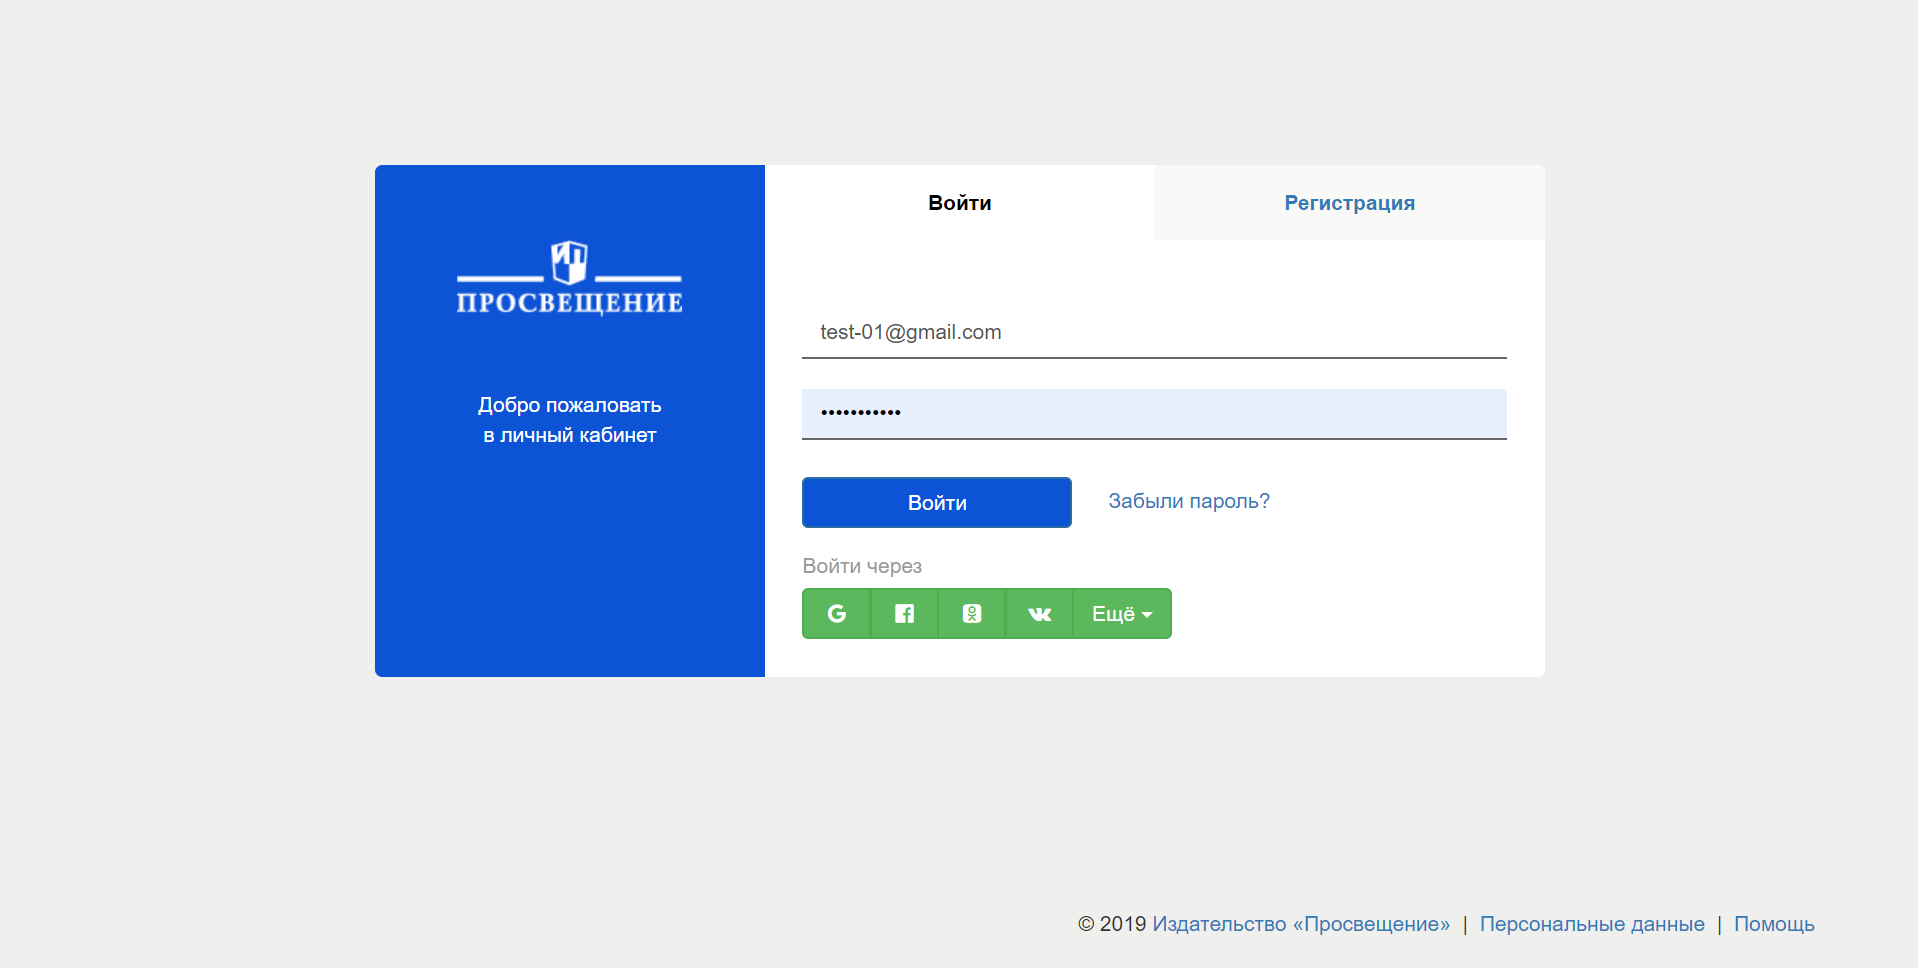 ИП
ПРОСВЕЩЕНИЕ
Добро пожаловать
в личный кабинет
Войти
Регистрация
test-01@gmail.com
•••••••••••
Войти
Забыли пароль?
Войти через
Ещё
© 2019 Издательство «Просвещение» | Персональные данные | Помощь